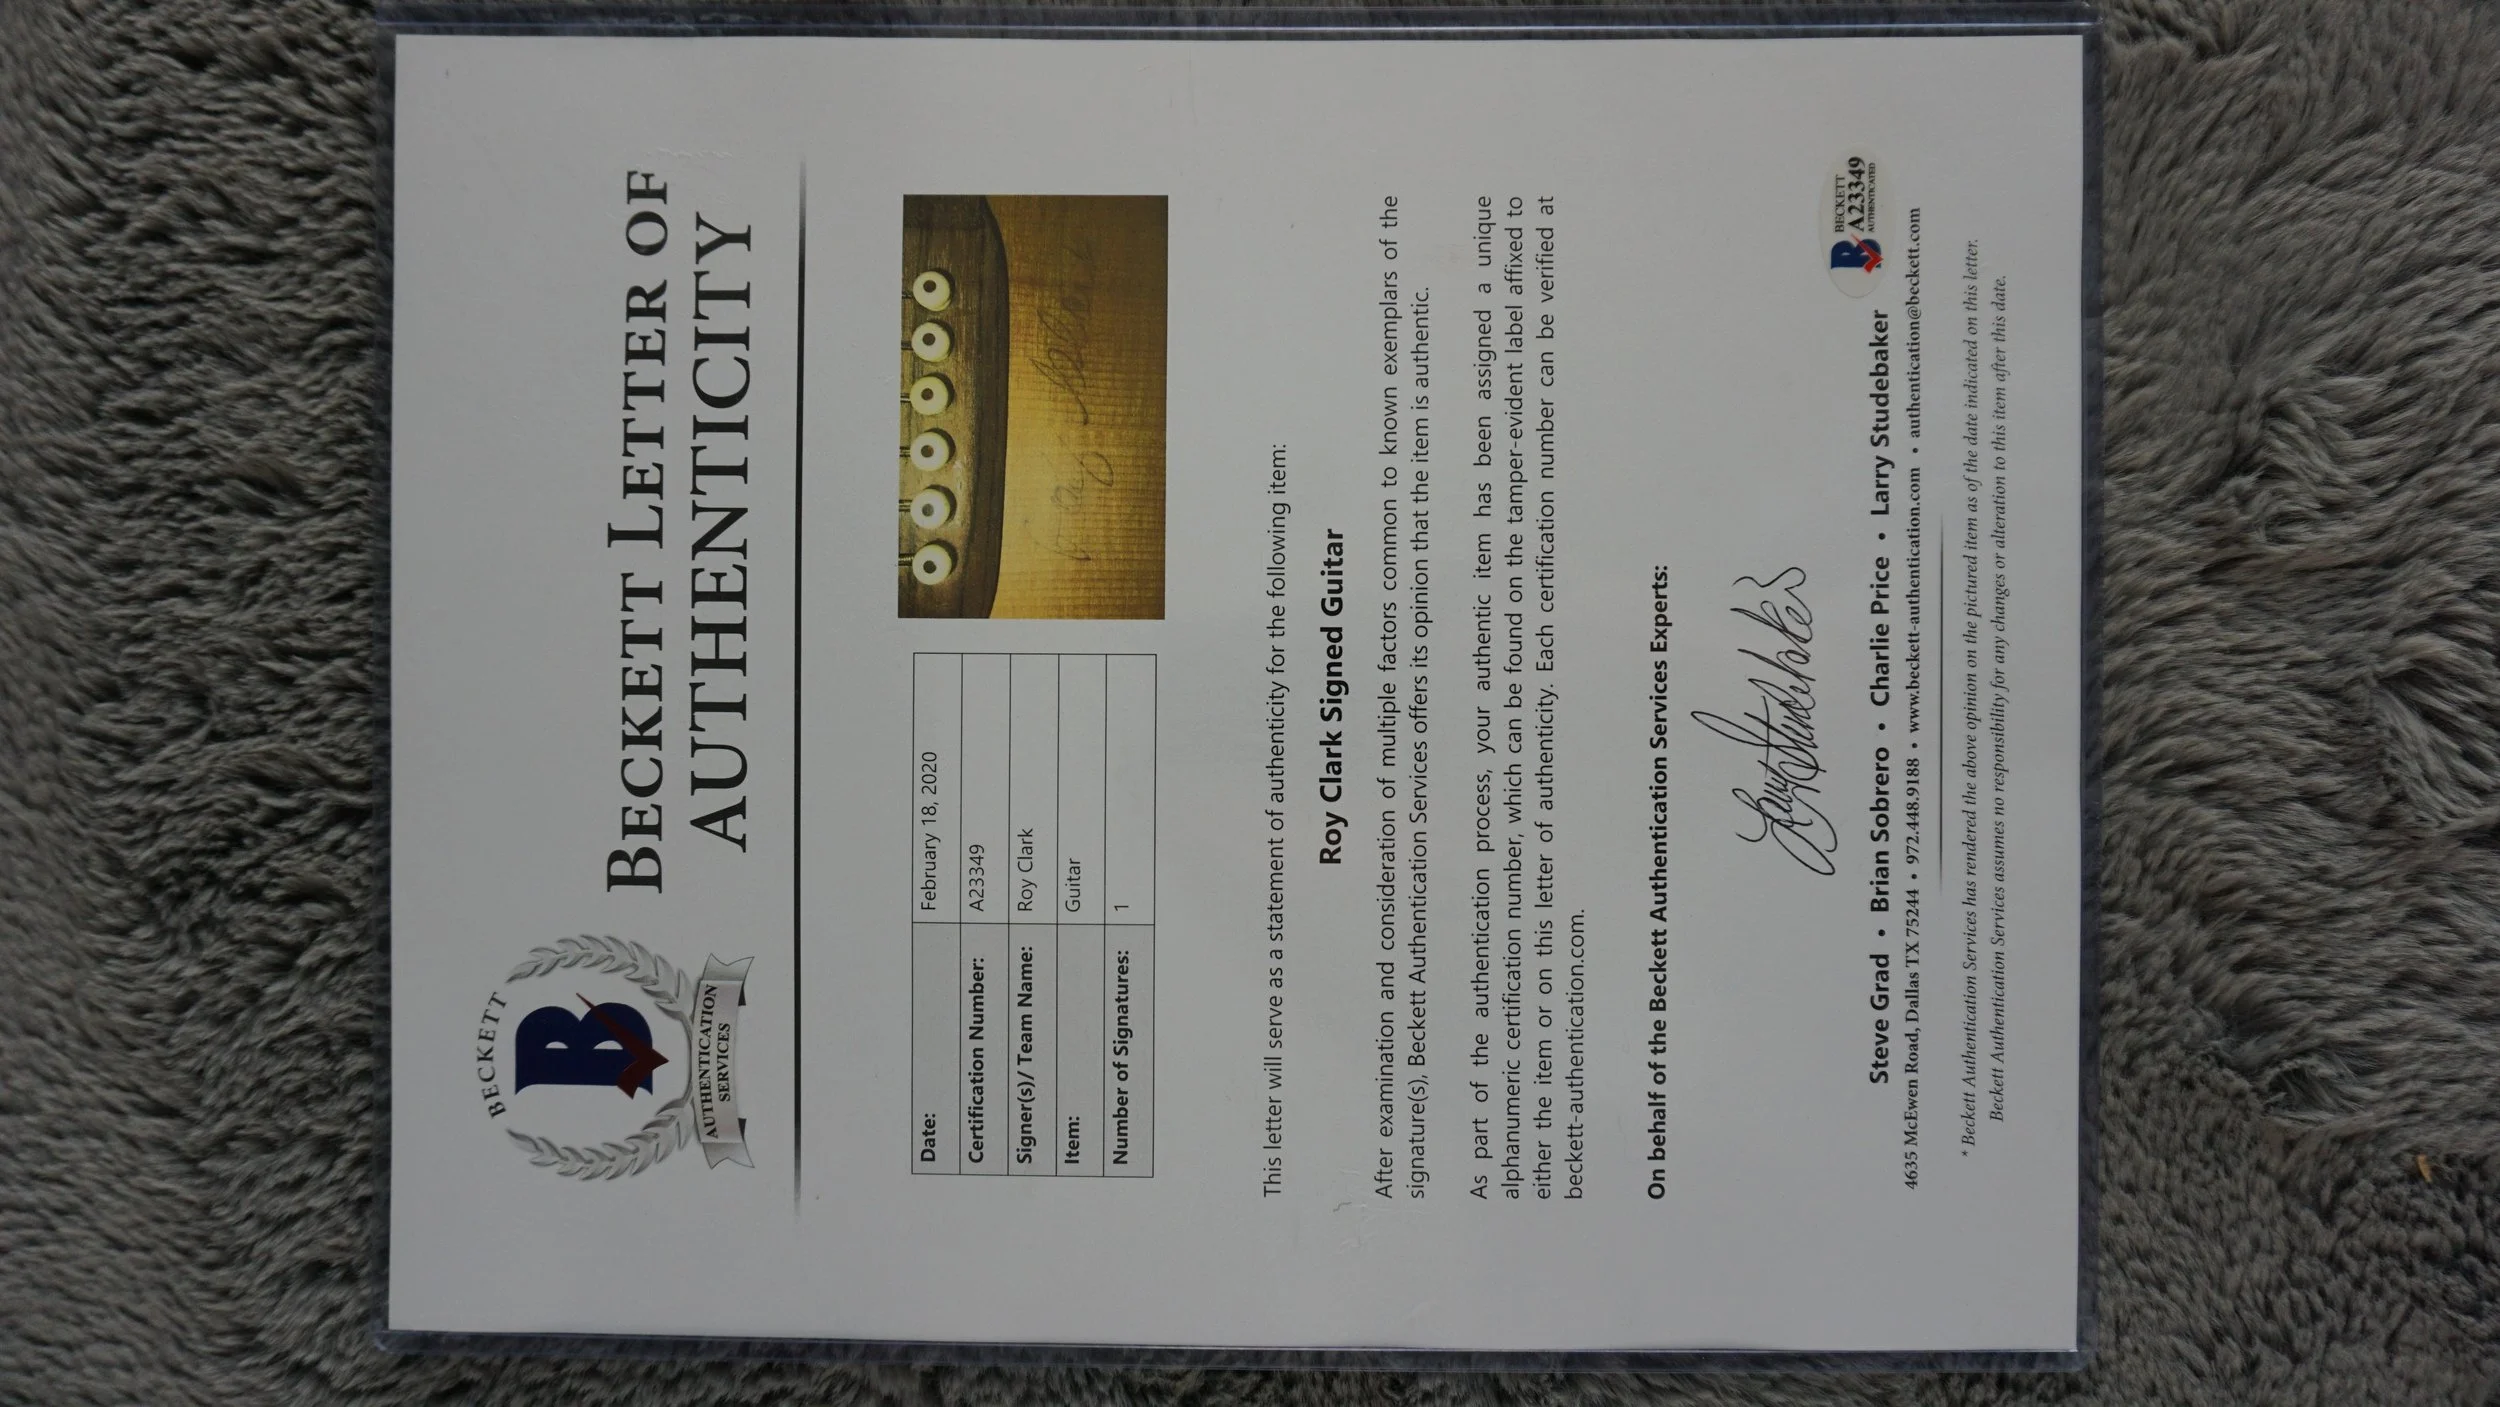 BECKETT
B
AUTHENTICATION
SERVICES
BECKETT LETTER OF
AUTHENTICITY
Date: February 18, 2020
Certification Number: A23349
Signer(s)/ Team Name: Roy Clark
Item: Guitar
Number of Signatures: 1
This letter will serve as a statement of authenticity for the following item:
Roy Clark Signed Guitar
After examination and consideration of multiple factors common to known exemplars of the
signature(s), Beckett Authentication Services offers its opinion that the item is authentic.
As part of the authentication process, your authentic item has been assigned a unique
alphanumeric certification number, which can be found on the tamper-evident label affixed to
either the item or on this letter of authenticity. Each certification number can be verified at
beckett-authentication.com.
On behalf of the Beckett Authentication Services Experts:
Larry Studebaker
BECKETT
B A23349
AUTHENTICATED
Steve Grad • Brian Sobrero • Charlie Price • Larry Studebaker
4635 McEwen Road, Dallas TX 75244 • 972.448.9188 • www.beckett-authentication.com • authentication@beckett.com
* Beckett Authentication Services has rendered the above opinion on the pictured item as of the date indicated on this letter.
Beckett Authentication Services assumes no responsibility for any changes or alteration to this item after this date.